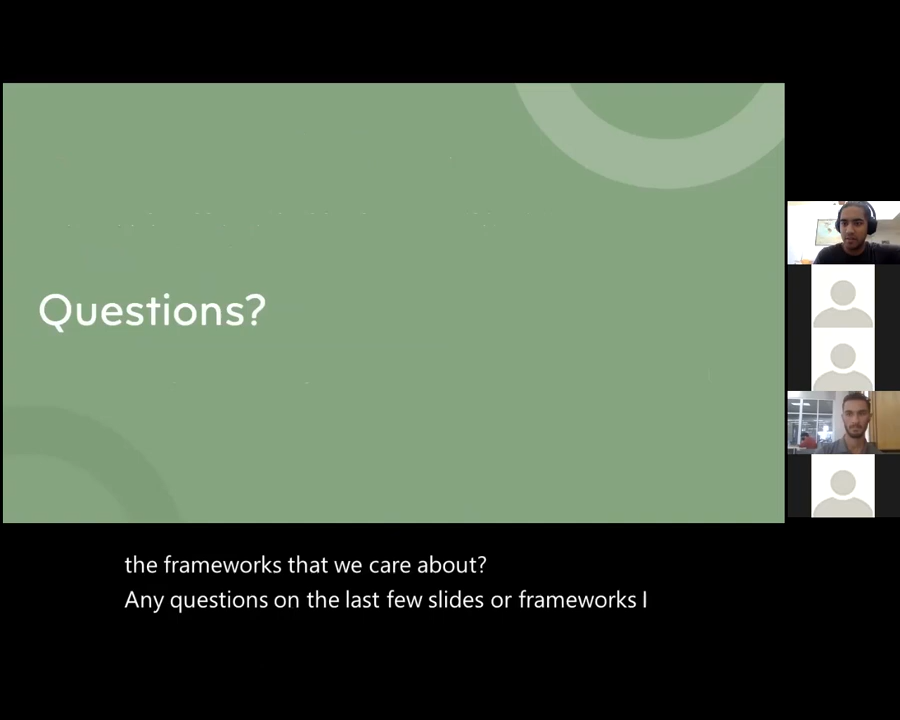 Questions?
the frameworks that we care about?
Any questions on the last few slides or frameworks I